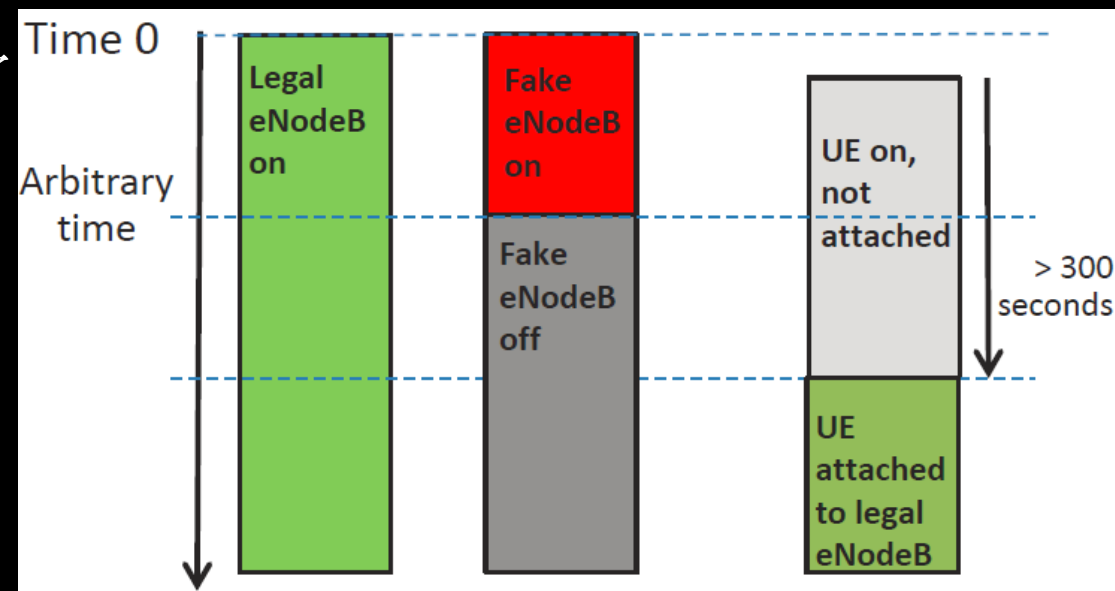 Time 0
Legal
eNodeB
on
Fake
eNodeB
on
UE on,
not
attached
Arbitrary
time
Fake
eNodeB
off
> 300
seconds
UE
attached
to legal
eNodeB